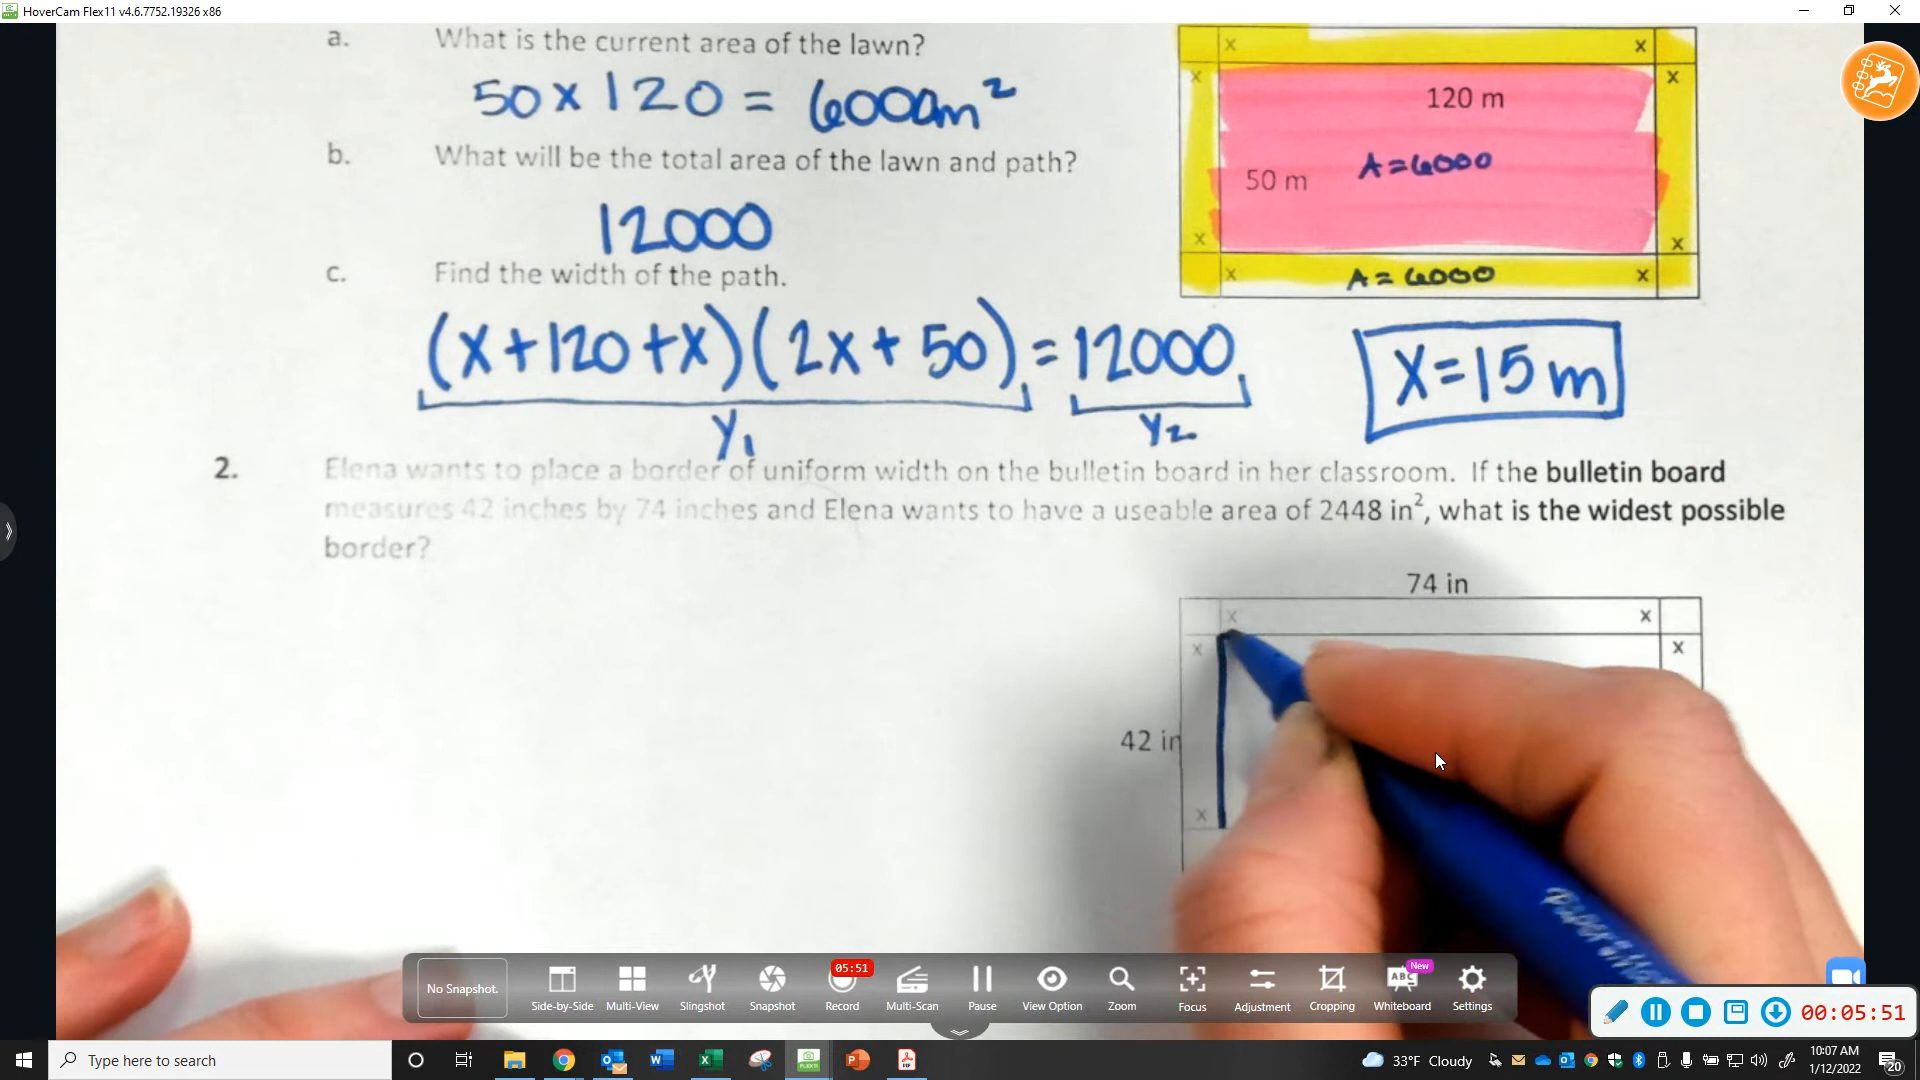 HoverCam Flex11 v4.6.7752.19326 x86
a. What is the current area of the lawn?
50 x 120 = 6000m²
b. What will be the total area of the lawn and path?
12000
c. Find the width of the path.
(x+120+x)(2x+50)=12000
Y1 Y2
X=15m
x x
x x
120 m
A=6000
50 m
x x
x A=6000 x
2. Elena wants to place a border of uniform width on the bulletin board in her classroom. If the bulletin board
measures 42 inches by 74 inches and Elena wants to have a useable area of 2448 in², what is the widest possible
border?
74 in
x x
x x
42 in
x
No Snapshot.
Side-by-Side Multi-View Slingshot Snapshot 05:51 Record Multi-Scan Pause View Option Zoom Focus Adjustment Cropping New ABC Whiteboard Settings
00:05:51
Type here to search
33°F Cloudy
10:07 AM
1/12/2022
20